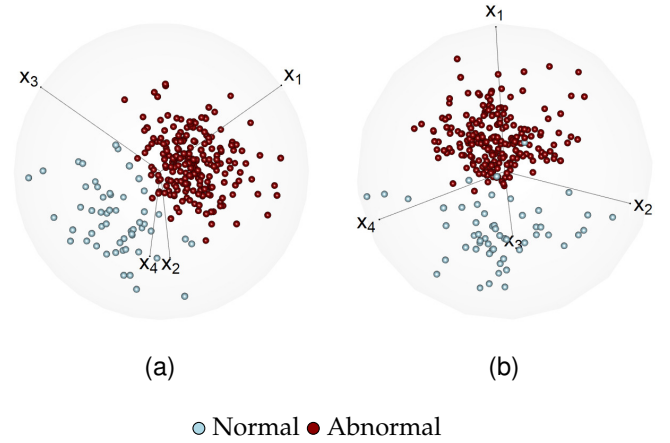 x₁
x₃
x₄ x₂
x₁
x₂
x₄
x₃
(a)
(b)
Normal Abnormal